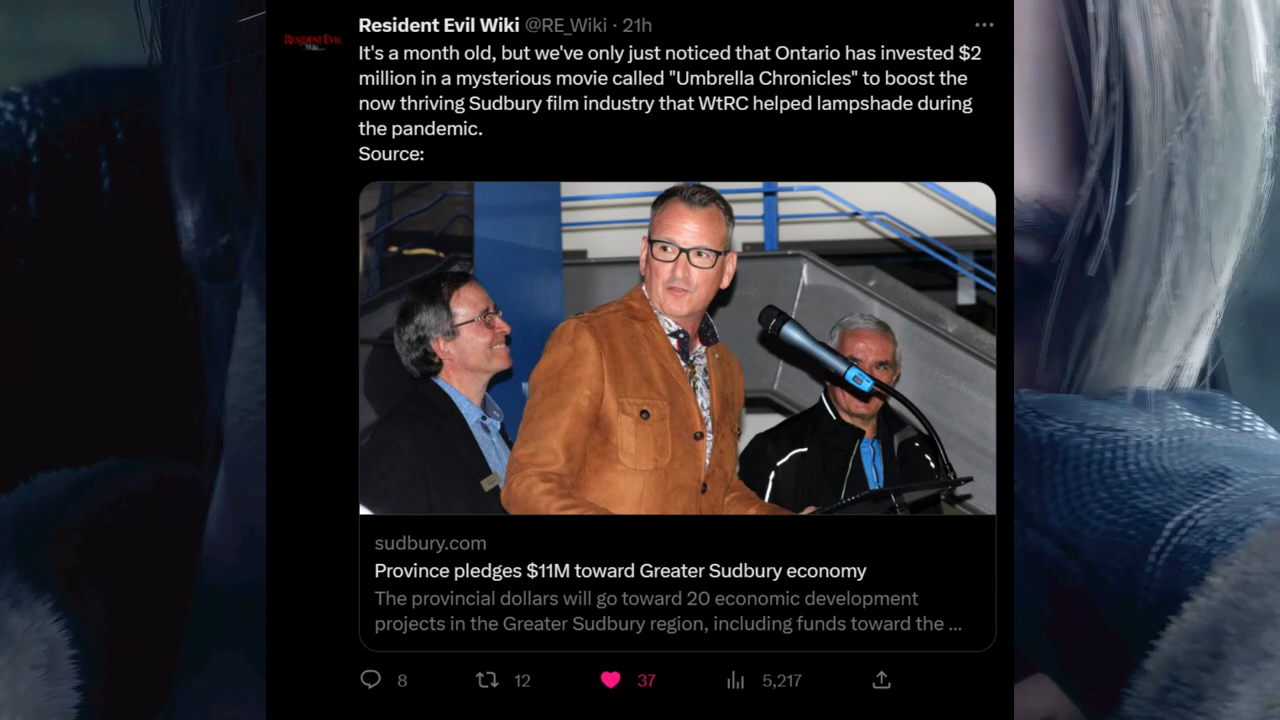 RESIDENT EVIL
Wiki
Resident Evil Wiki @RE_Wiki · 21h
It's a month old, but we've only just noticed that Ontario has invested $2
million in a mysterious movie called "Umbrella Chronicles" to boost the
now thriving Sudbury film industry that WtRC helped lampshade during
the pandemic.
Source:
sudbury.com
Province pledges $11M toward Greater Sudbury economy
The provincial dollars will go toward 20 economic development
projects in the Greater Sudbury region, including funds toward the ...
8 12 37 5,217